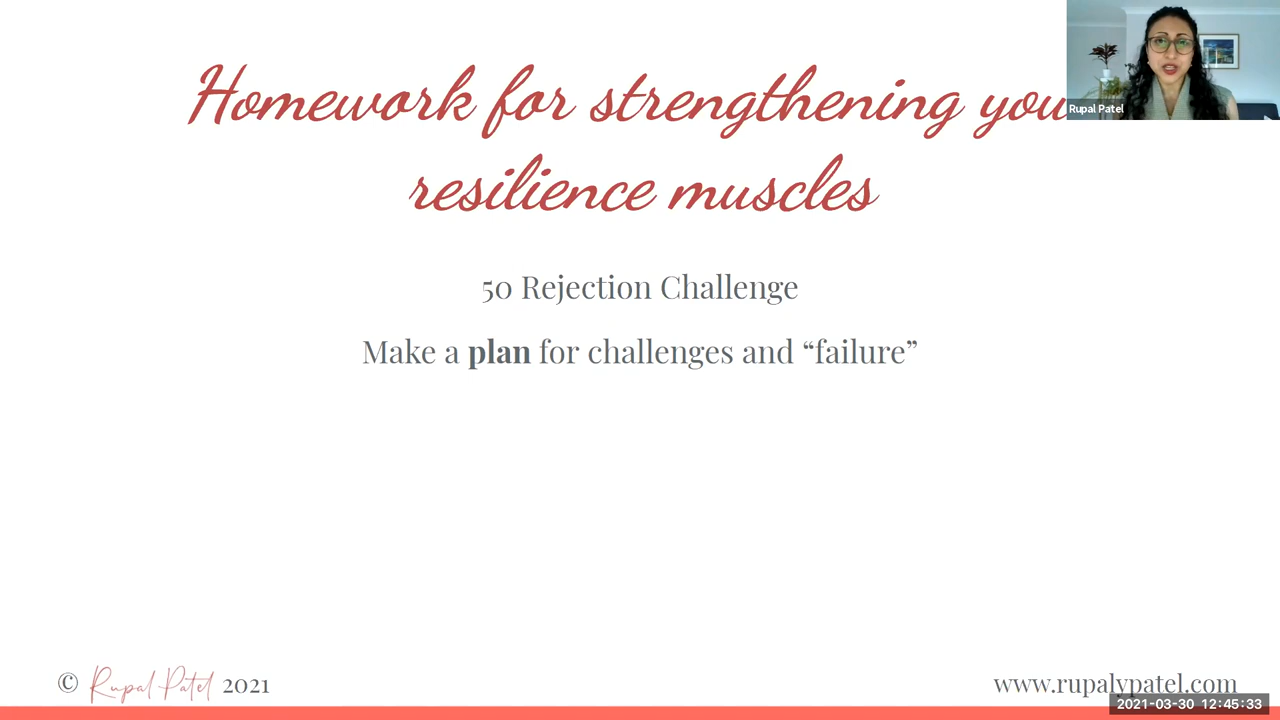 Homework for strengthening you
resilience muscles
Rupal Patel
50 Rejection Challenge
Make a plan for challenges and “failure”
© Rupal Patel 2021
www.rupalypatel.com
2021-03-30 12:45:33